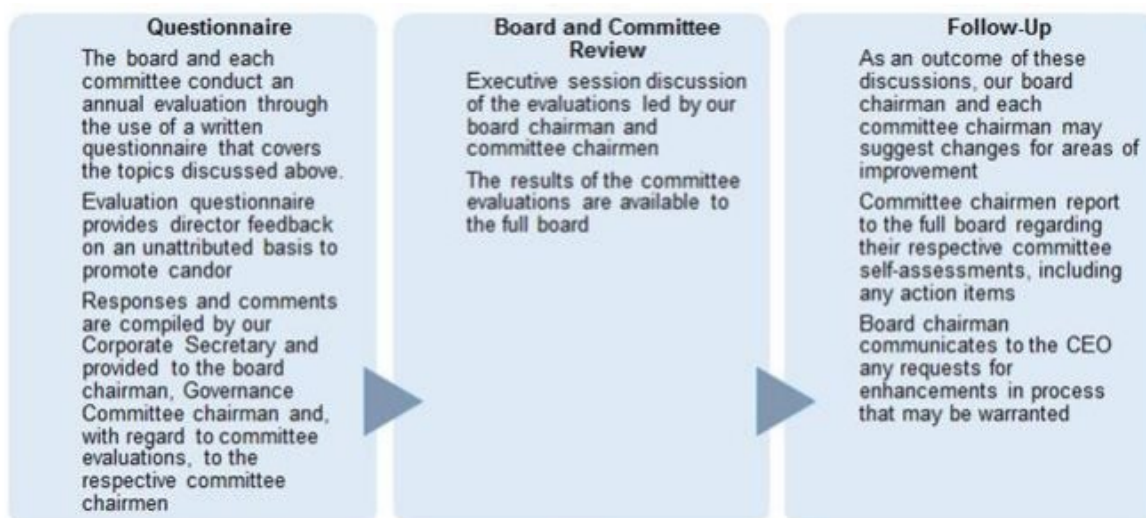 Questionnaire
The board and each
committee conduct an
annual evaluation through
the use of a written
questionnaire that covers
the topics discussed above.
Evaluation questionnaire
provides director feedback
on an unattributed basis to
promote candor
Responses and comments
are compiled by our
Corporate Secretary and
provided to the board
chairman, Governance
Committee chairman and,
with regard to committee
evaluations, to the
respective committee
chairmen
Board and Committee
Review
Executive session discussion
of the evaluations led by our
board chairman and
committee chairmen
The results of the committee
evaluations are available to
the full board
Follow-Up
As an outcome of these
discussions, our board
chairman and each
committee chairman may
suggest changes for areas of
improvement
Committee chairmen report
to the full board regarding
their respective committee
self-assessments, including
any action items
Board chairman
communicates to the CEO
any requests for
enhancements in process
that may be warranted